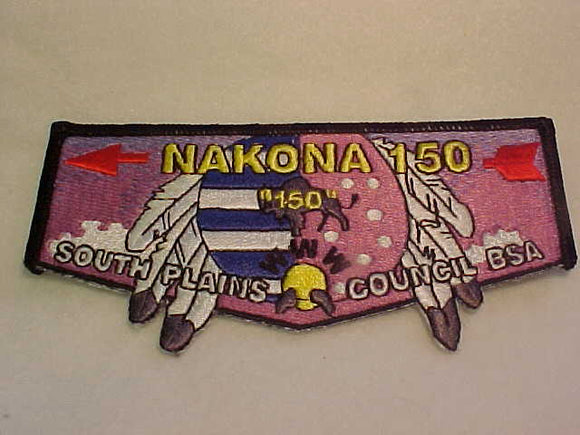 NAKONA 150
"150"
WWW
SOUTH PLAINS COUNCIL BSA